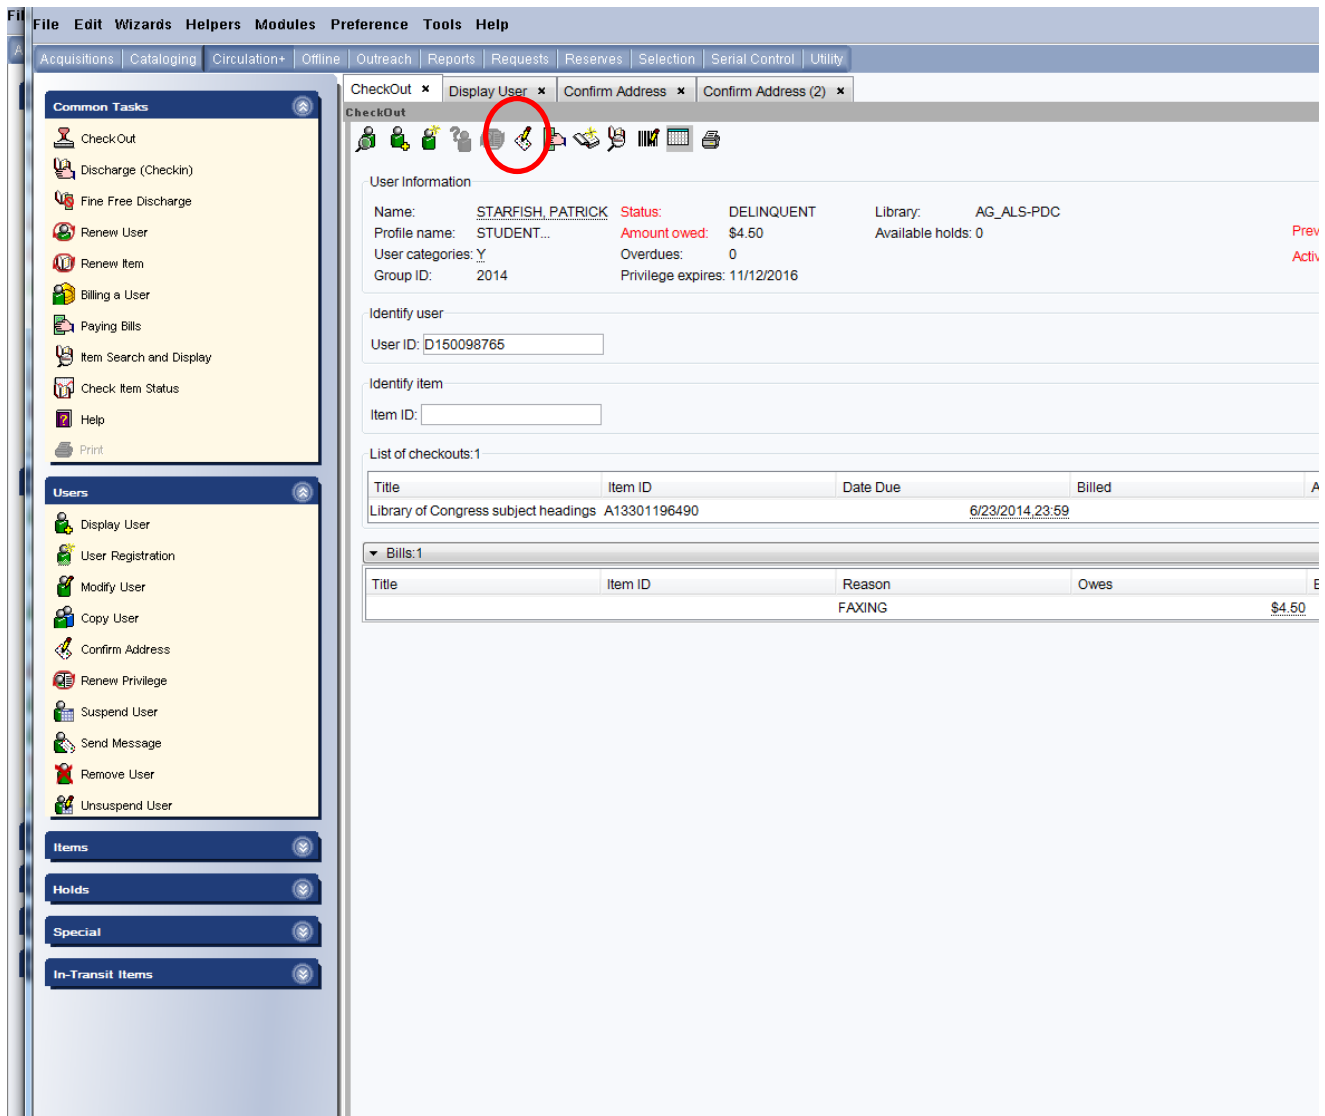 Fil
File Edit Wizards Helpers Modules Preference Tools Help
A
Acquisitions Cataloging Circulation+ Offline Outreach Reports Requests Reserves Selection Serial Control Utility
CheckOut × Display User × Confirm Address × Confirm Address (2) ×
CheckOut
Common Tasks
CheckOut
Discharge (Checkin)
Fine Free Discharge
Renew User
Renew Item
Billing a User
Paying Bills
Item Search and Display
Check Item Status
Help
Print
Users
Display User
User Registration
Modify User
Copy User
Confirm Address
Renew Privilege
Suspend User
Send Message
Remove User
Unsuspend User
Items
Holds
Special
In-Transit Items
User Information
Name: STARFISH, PATRICK Status: DELINQUENT Library: AG_ALS-PDC
Profile name: STUDENT... Amount owed: $4.50 Available holds: 0 Prev
User categories: Y Overdues: 0 Activ
Group ID: 2014 Privilege expires: 11/12/2016
Identify user
User ID: D150098765
Identify item
Item ID:
List of checkouts:1
Title Item ID Date Due Billed A
Library of Congress subject headings A13301196490 6/23/2014,23:59
Bills:1
Title Item ID Reason Owes
FAXING $4.50